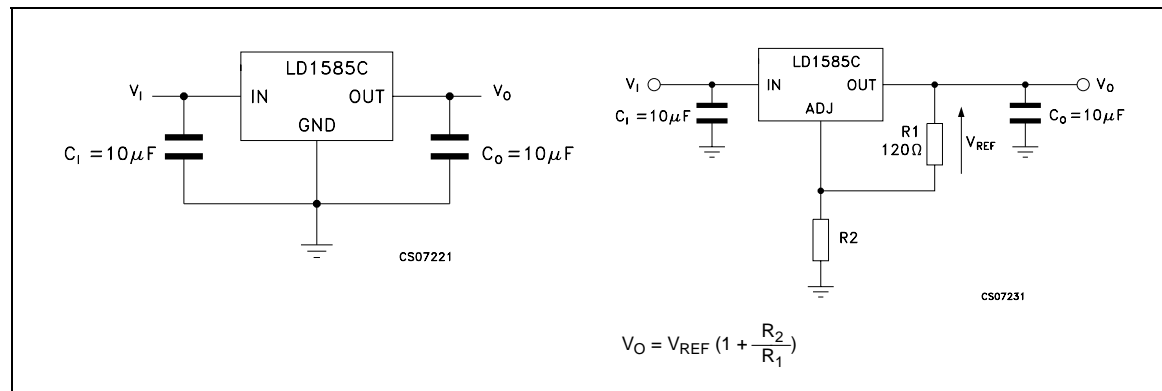 LD1585C
V_I IN OUT V_O
GND
C_I = 10μF C_O = 10μF
CS07221
LD1585C
V_I IN OUT V_O
ADJ
C_I = 10μF R1 120Ω V_REF C_O = 10μF
R2
CS07231
V_O = V_REF (1 + R_2 / R_1)